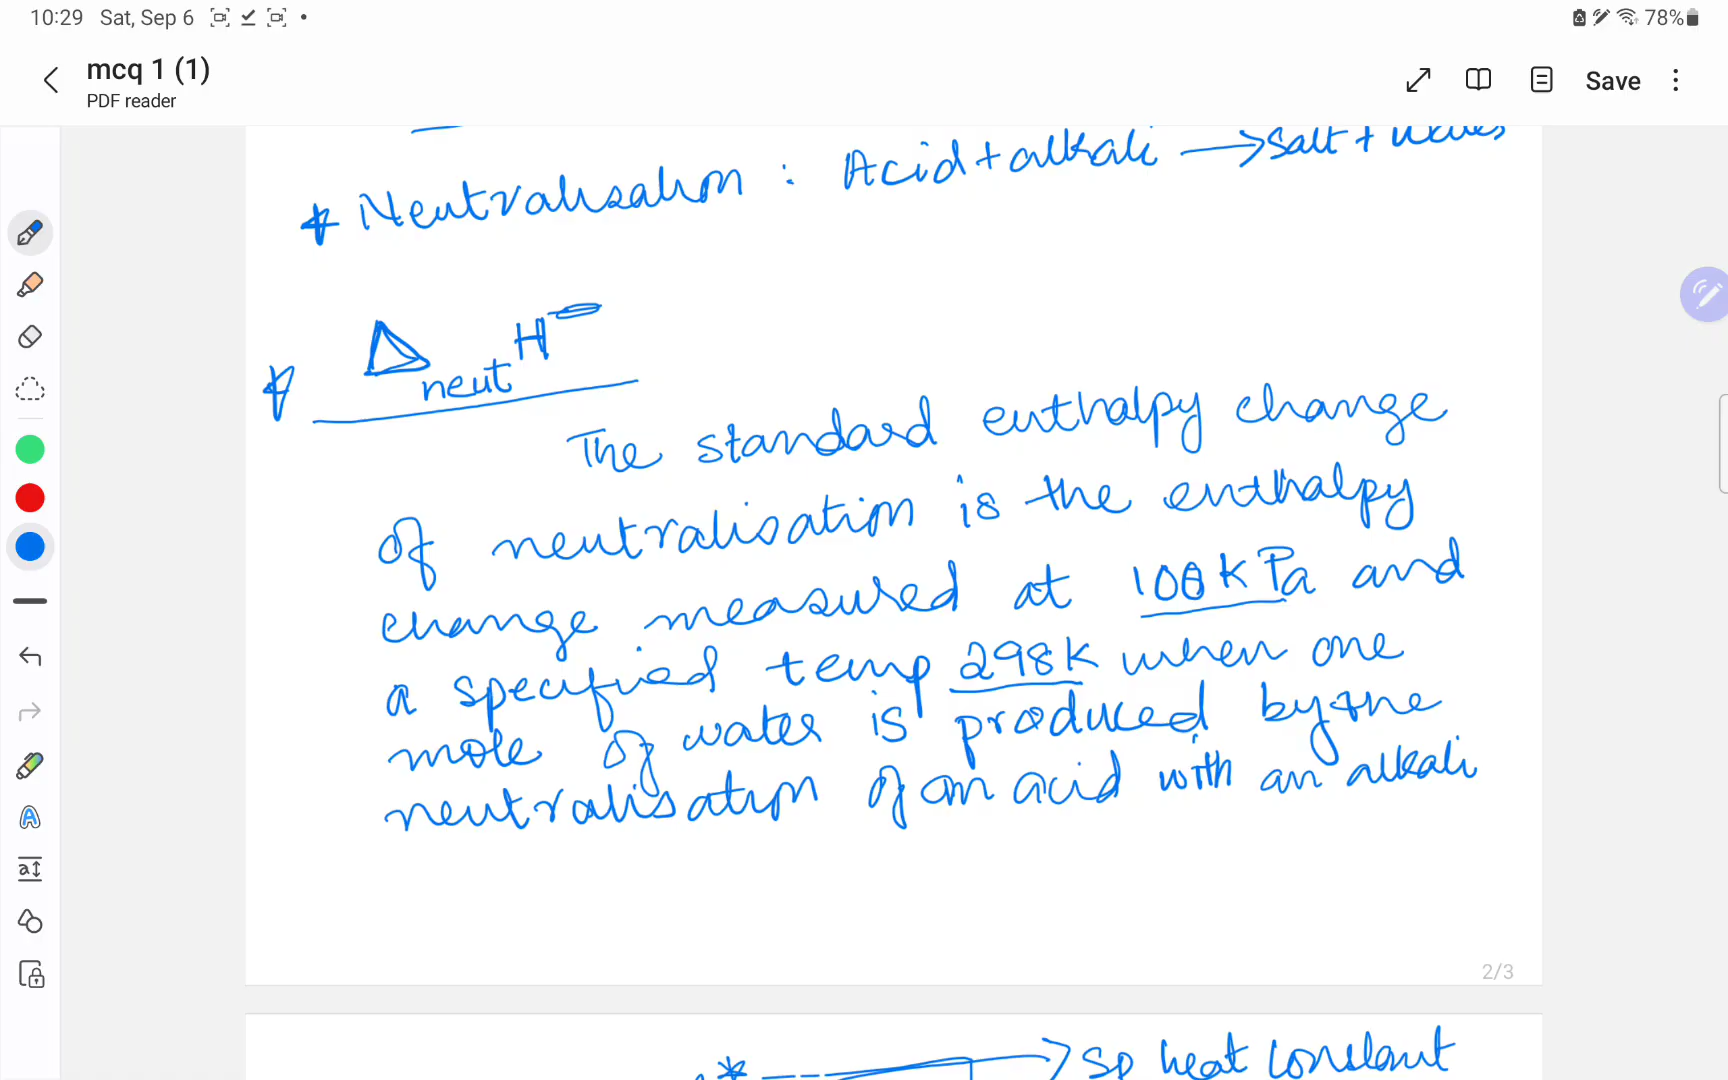 10:29 Sat, Sep 6
78%
mcq 1 (1)
PDF reader
Save
* Neutralisation : Acid + alkali → Salt + water
* Δneut H⊖
The standard enthalpy change
of neutralisation is the enthalpy
change measured at 100 kPa and
a specified temp 298K when one
mole of water is produced by the
neutralisation of an acid with an alkali
2/3
* → Sp heat constant